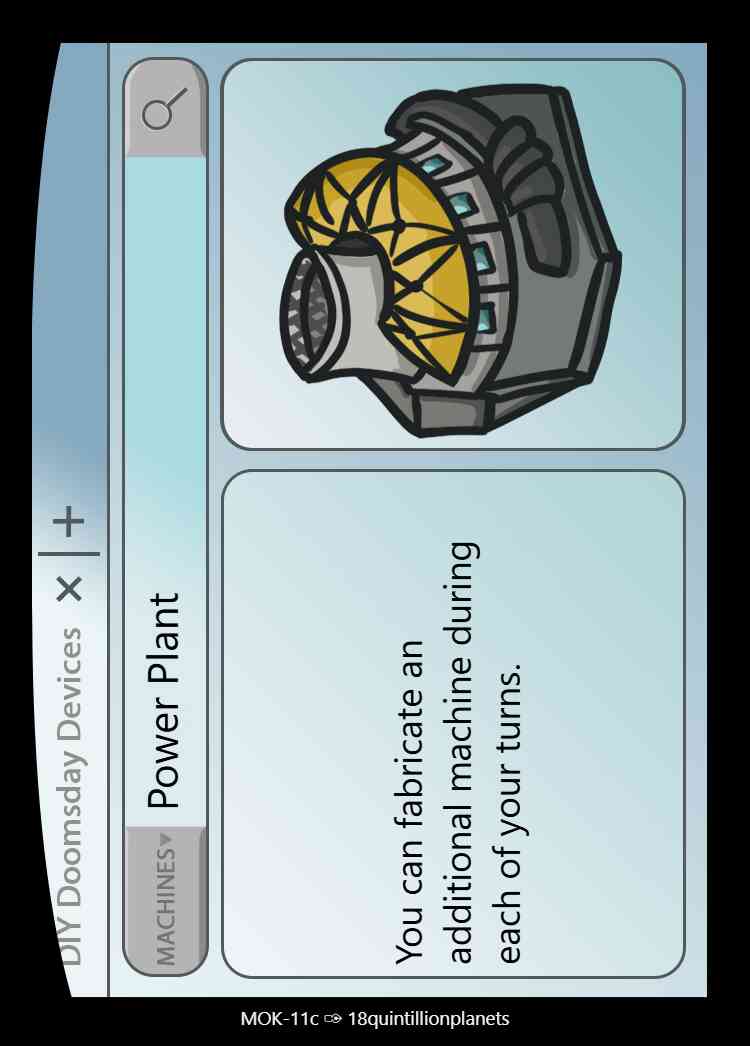 DIY Doomsday Devices × | +
MACHINES▾ Power Plant
You can fabricate an
additional machine during
each of your turns.
MOK-11c ✑ 18quintillionplanets